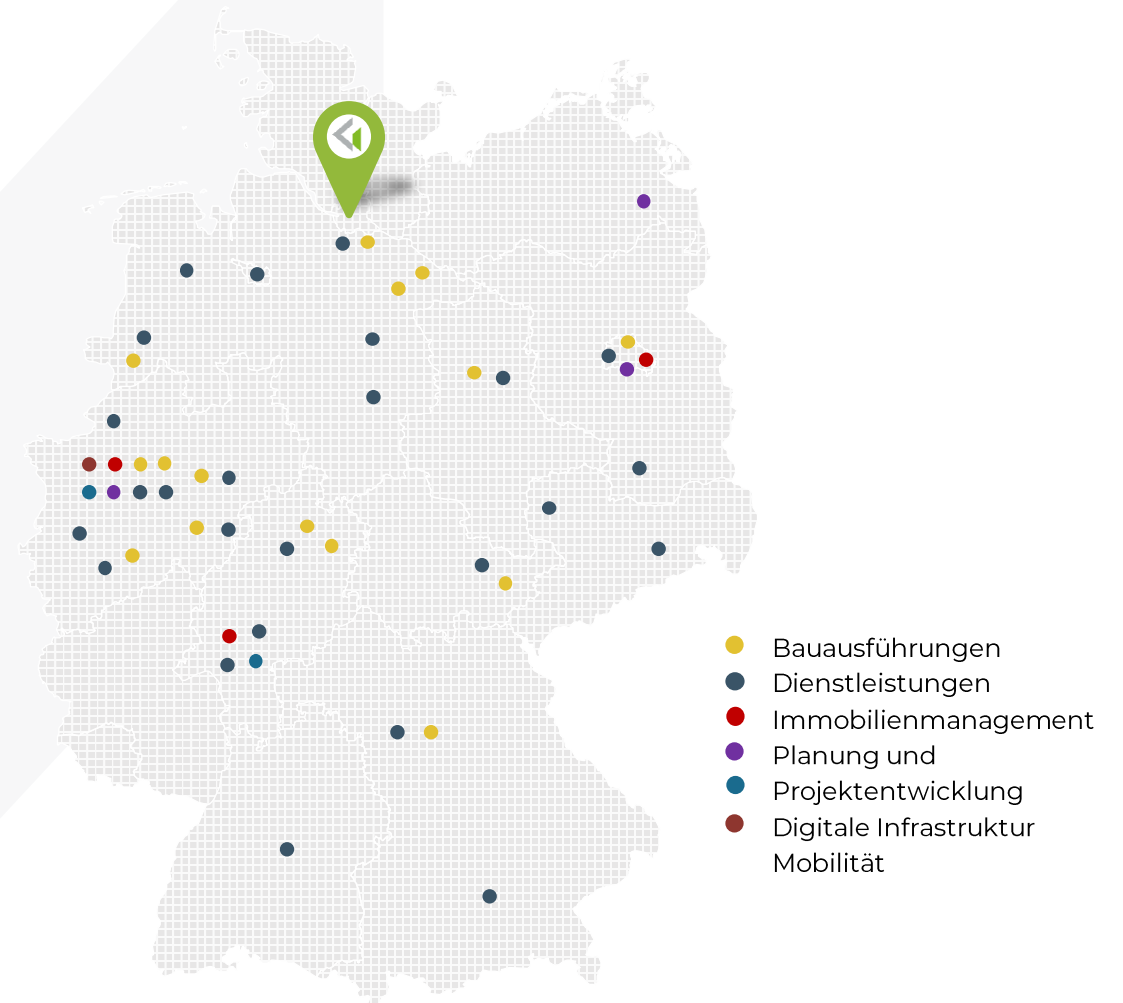 Bauausführungen
Dienstleistungen
Immobilienmanagement
Planung und
Projektentwicklung
Digitale Infrastruktur
Mobilität